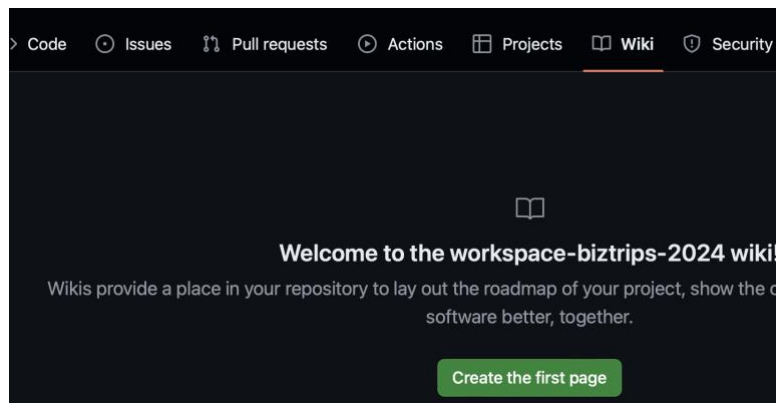 Code Issues Pull requests Actions Projects Wiki Security
Welcome to the workspace-biztrips-2024 wiki!
Wikis provide a place in your repository to lay out the roadmap of your project, show the
software better, together.
Create the first page